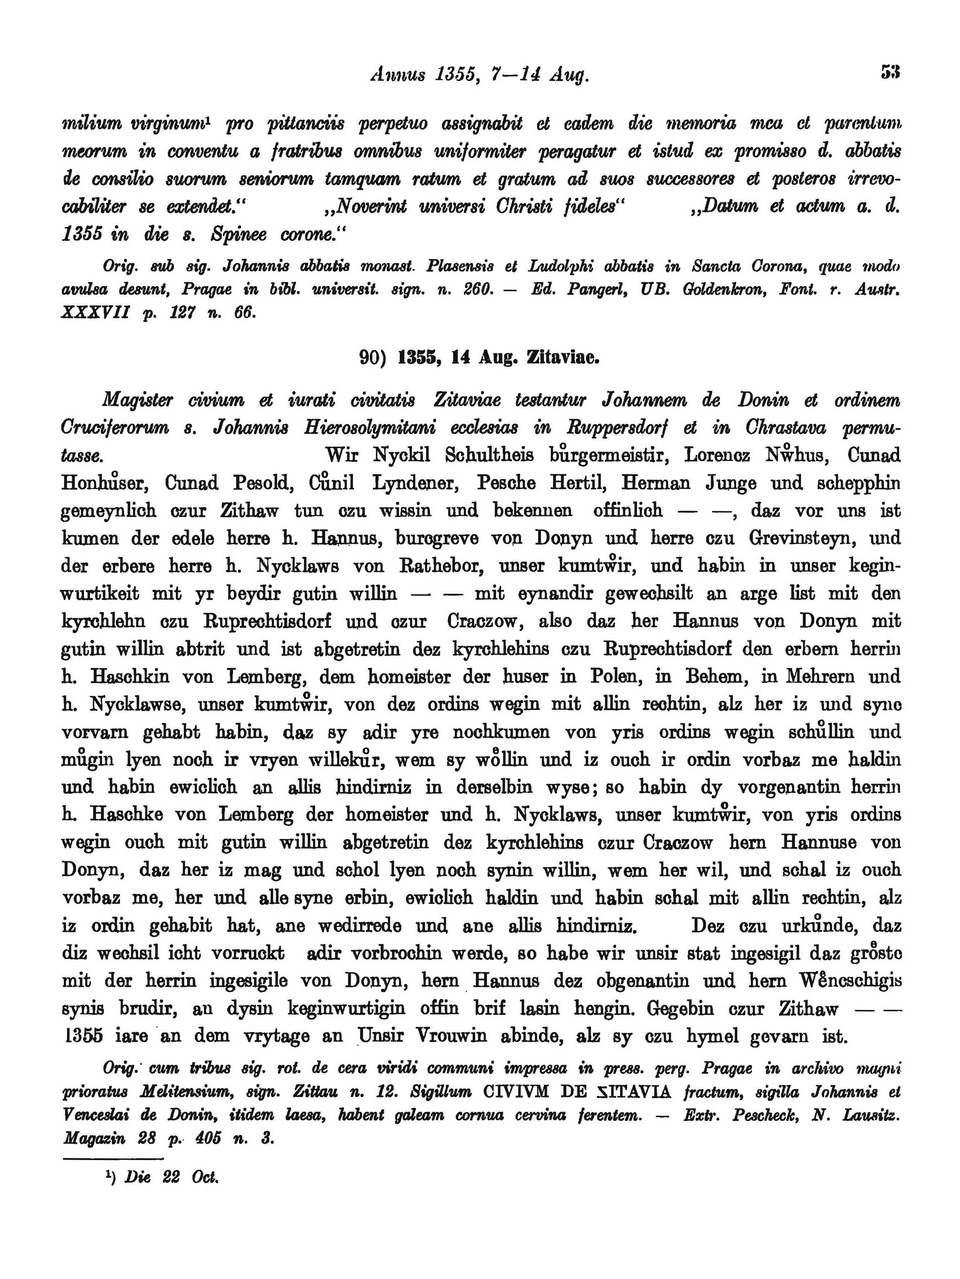 Annus 1355, 7—14 Aug. 53
milium virginum¹ pro pittanciis perpetuo assignabit et eadem die memoria mea et parentum
meorum in conventu a fratribus omnibus uniformiter peragatur et istud ex promisso d. abbatis
de consilio suorum seniorum tamquam ratum et gratum ad suos successores et posteros irrevo-
cabiliter se extendet.“ „Noverint universi Christi fideles“ „Datum et actum a. d.
1355 in die s. Spinee corone.“
Orig. sub sig. Johannis abbatis monast. Plasensis et Ludolphi abbatis in Sancta Corona, quae modo
avulsa desunt, Pragae in bibl. universit. sign. n. 260. — Ed. Pangerl, UB. Goldenkron, Font. r. Austr.
XXXVII p. 127 n. 66.
90) 1355, 14 Aug. Zitaviae.
Magister civium et iurati civitatis Zitaviae testantur Johannem de Donin et ordinem
Cruciferorum s. Johannis Hierosolymitani ecclesias in Ruppersdorf et in Chrastava permu-
tasse. Wir Nyckil Schultheis bůrgermeistir, Lorencz Nẘhus, Cunad
Honhůser, Cunad Pesold, Cůnil Lyndener, Pesche Hertil, Herman Junge und schepphin
gemeynlich czur Zithaw tun czu wissin und bekennen offinlich — —, daz vor uns ist
kumen der edele herre h. Hannus, burcgreve von Donyn und herre czu Grevinsteyn, und
der erbere herre h. Nycklaws von Rathebor, unser kumtẘir, und habin in unser kegin-
wurtikeit mit yr beydir gutin willin — — mit eynandir gewechsilt an arge list mit den
kyrchlehn czu Ruprechtisdorf und czur Craczow, also daz her Hannus von Donyn mit
gutin willin abtrit und ist abgetretin dez kyrchlehins czu Ruprechtisdorf den erbern herrin
h. Haschkin von Lemberg, dem homeister der huser in Polen, in Behem, in Mehrern und
h. Nycklawse, unser kumtẘir, von dez ordins wegin mit allin rechtin, alz her iz und syne
vorvarn gehabt habin, daz sy adir yre nochkumen von yris ordins wegin schůllin und
můgin lyen noch ir vryen willekůr, wem sy wo̊llin und iz ouch ir ordin vorbaz me haldin
und habin ewiclich an allis hindirniz in derselbin wyse; so habin dy vorgenantin herrin
h. Haschke von Lemberg der homeister und h. Nycklaws, unser kumtẘir, von yris ordins
wegin ouch mit gutin willin abgetretin dez kyrchlehins czur Craczow hern Hannuse von
Donyn, daz her iz mag und schol lyen noch synin willin, wem her wil, und schal iz ouch
vorbaz me, her und alle syne erbin, ewiclich haldin und habin schal mit allin rechtin, alz
iz ordin gehabit hat, ane wedirrede und ane allis hindirniz. Dez czu urkůnde, daz
diz wechsil icht vorruckt adir vorbrochin werde, so habe wir unsir stat ingesigil daz gro̊ste
mit der herrin ingesigile von Donyn, hern Hannus dez obgenantin und hern We̊ncschigis
synis brudir, an dysin keginwurtigin offin brif lasin hengin. Gegebin czur Zithaw — —
1355 iare an dem vrytage an Unsir Vrouwin abinde, alz sy czu hymel gevarn ist.
Orig. cum tribus sig. rot. de cera viridi communi impressa in press. perg. Pragae in archivo magni
prioratus Melitensium, sign. Zittau n. 12. Sigillum CIVIVM DE ZITAVIA fractum, sigilla Johannis et
Venceslai de Donin, itidem laesa, habent galeam cornua cervina ferentem. — Extr. Pescheck, N. Lausitz.
Magazin 28 p. 405 n. 3.
¹) Die 22 Oct.